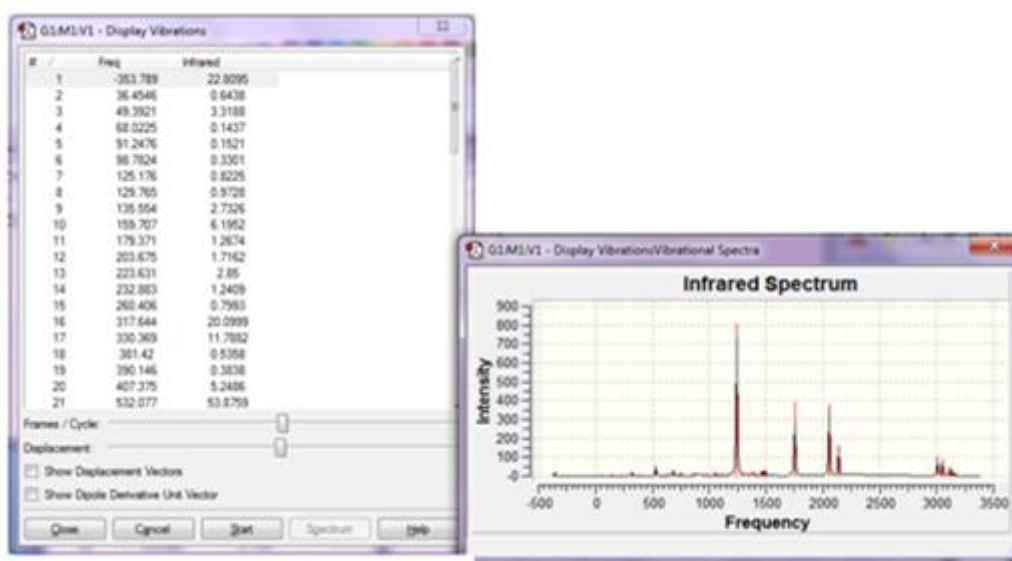 G1:M1:V1 - Display Vibrations
# / Freq Infrared
1 -353.789 22.8095
2 36.4546 0.6438
3 49.3921 3.3188
4 68.0225 0.1437
5 91.2476 0.1521
6 98.7824 0.3301
7 125.176 0.8225
8 129.765 0.9728
9 135.554 2.7326
10 159.707 6.1952
11 179.371 1.2674
12 203.675 1.7162
13 223.631 2.85
14 232.883 1.2409
15 260.406 0.7993
16 317.644 20.0999
17 330.369 11.7882
18 381.42 0.5358
19 390.146 0.3838
20 407.375 5.2486
21 532.077 53.8759
Frames / Cycle:
Displacement:
Show Displacement Vectors
Show Dipole Derivative Unit Vector
Close Cancel Start Spectrum Help
G1:M1:V1 - Display VibrationsVibrational Spectra
Infrared Spectrum
Intensity
900
800
700
600
500
400
300
200
100
-0
-500 0 500 1000 1500 2000 2500 3000 3500
Frequency